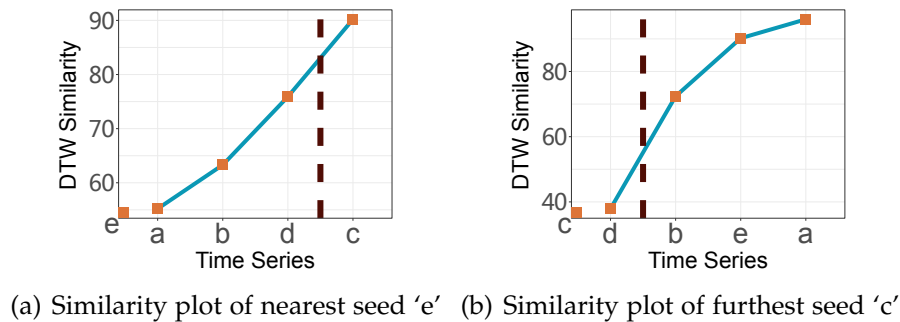 90
80
70
60
DTW Similarity
e a b d c
Time Series
80
60
40
DTW Similarity
c d b e a
Time Series
(a) Similarity plot of nearest seed ‘e’ (b) Similarity plot of furthest seed ‘c’